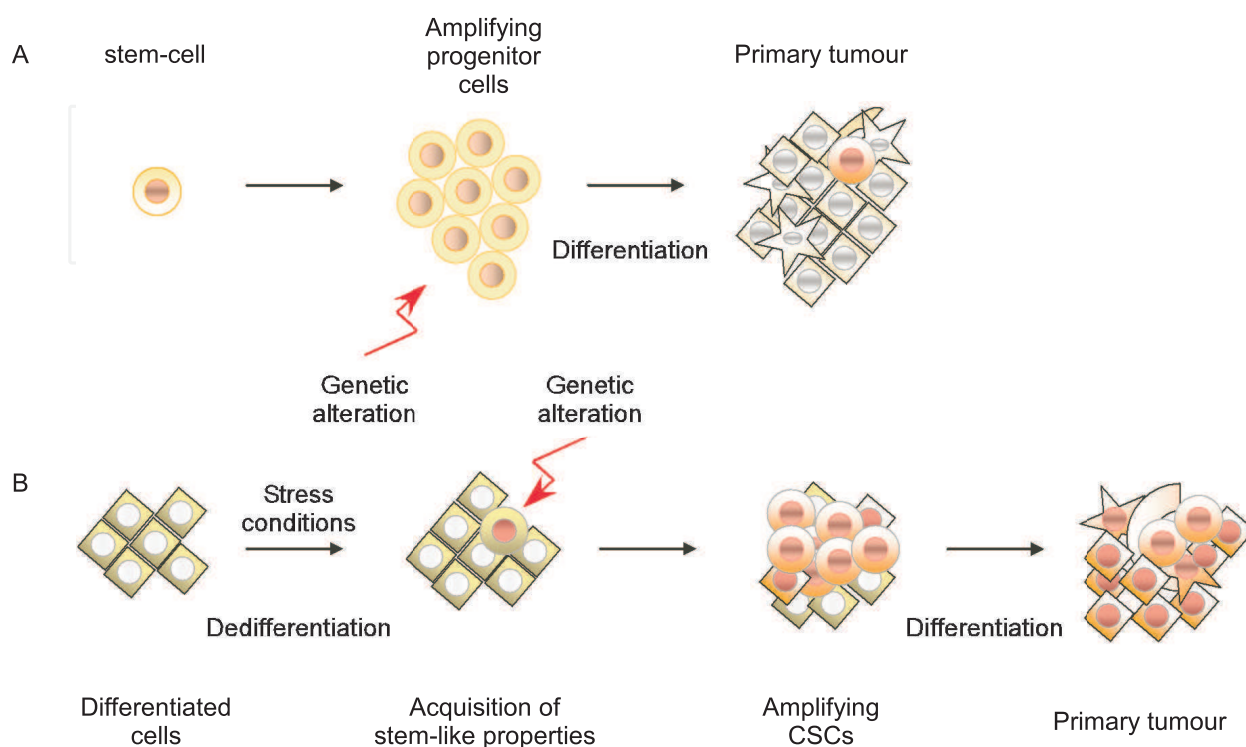 A
stem-cell
Amplifying
progenitor
cells
Primary tumour
Differentiation
Genetic
alteration
Genetic
alteration
B
Stress
conditions
Dedifferentiation
Differentiation
Differentiated
cells
Acquisition of
stem-like properties
Amplifying
CSCs
Primary tumour